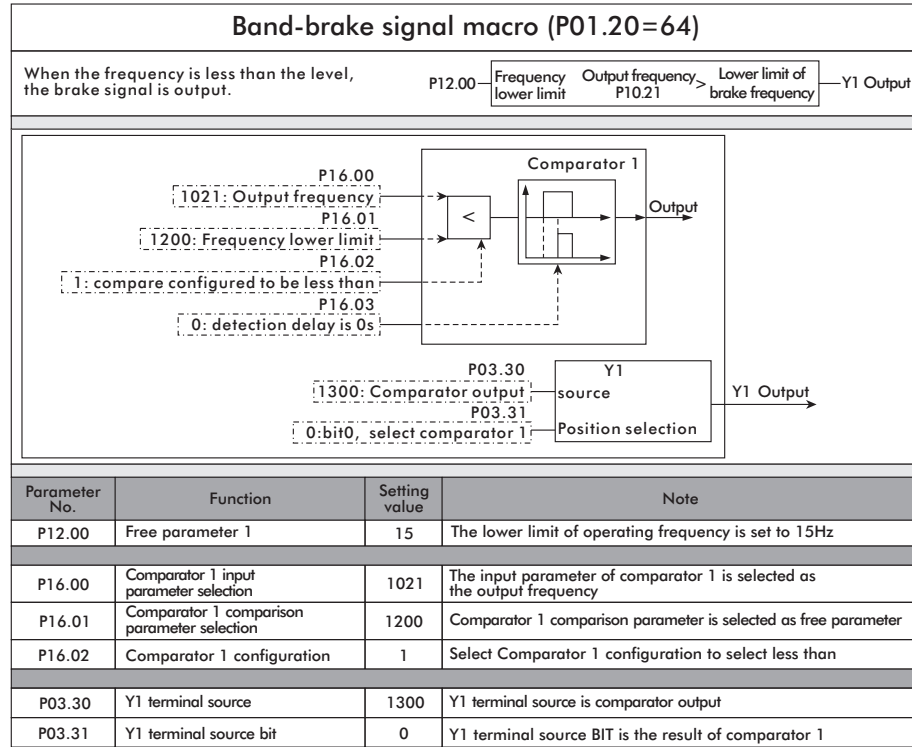 Band-brake signal macro (P01.20=64)
When the frequency is less than the level,
the brake signal is output.
P12.00
Frequency
lower limit
Output frequency
P10.21
>
Lower limit of
brake frequency
Y1 Output
Comparator 1
P16.00
1021: Output frequency
P16.01
1200: Frequency lower limit
P16.02
1: compare configured to be less than
P16.03
0: detection delay is 0s
<
Output
P03.30
1300: Comparator output
P03.31
0:bit0, select comparator 1
Y1
source
Position selection
Y1 Output
Parameter No. Function Setting value Note
P12.00 Free parameter 1 15 The lower limit of operating frequency is set to 15Hz
P16.00 Comparator 1 input parameter selection 1021 The input parameter of comparator 1 is selected as the output frequency
P16.01 Comparator 1 comparison parameter selection 1200 Comparator 1 comparison parameter is selected as free parameter
P16.02 Comparator 1 configuration 1 Select Comparator 1 configuration to select less than
P03.30 Y1 terminal source 1300 Y1 terminal source is comparator output
P03.31 Y1 terminal source bit 0 Y1 terminal source BIT is the result of comparator 1